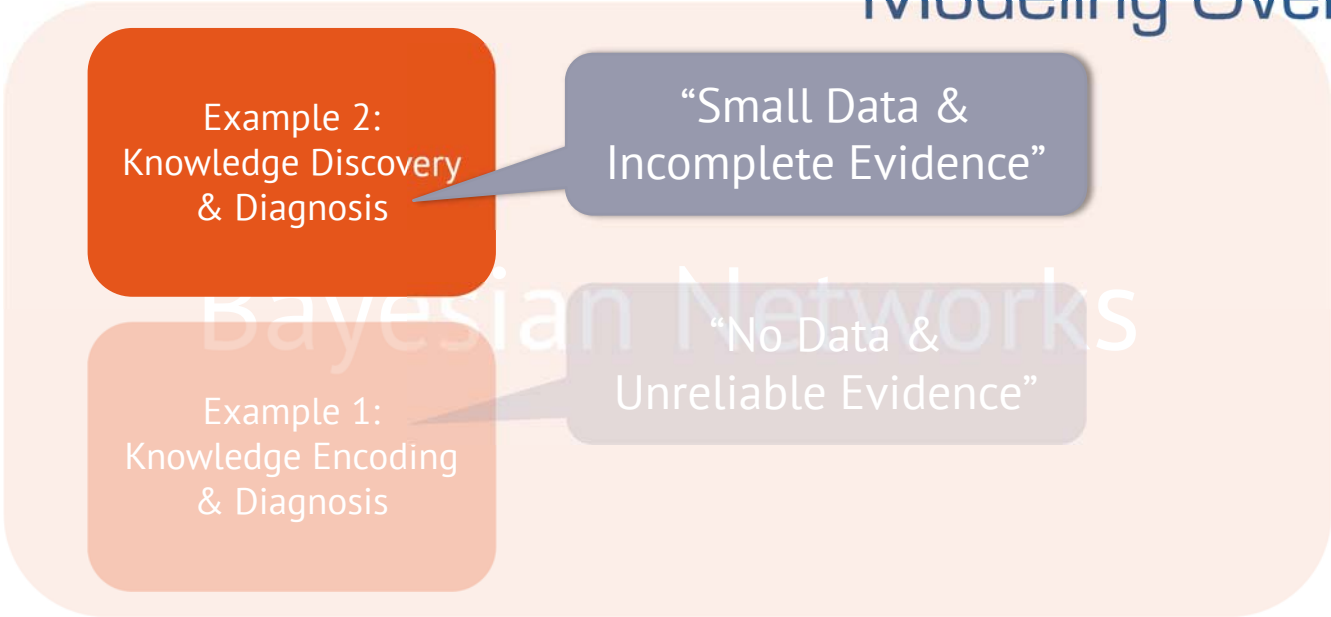 Modeling Over
Example 2:
Knowledge Discovery
& Diagnosis
“Small Data &
Incomplete Evidence”
Bayesian Networks
Example 1:
Knowledge Encoding
& Diagnosis
“No Data &
Unreliable Evidence”